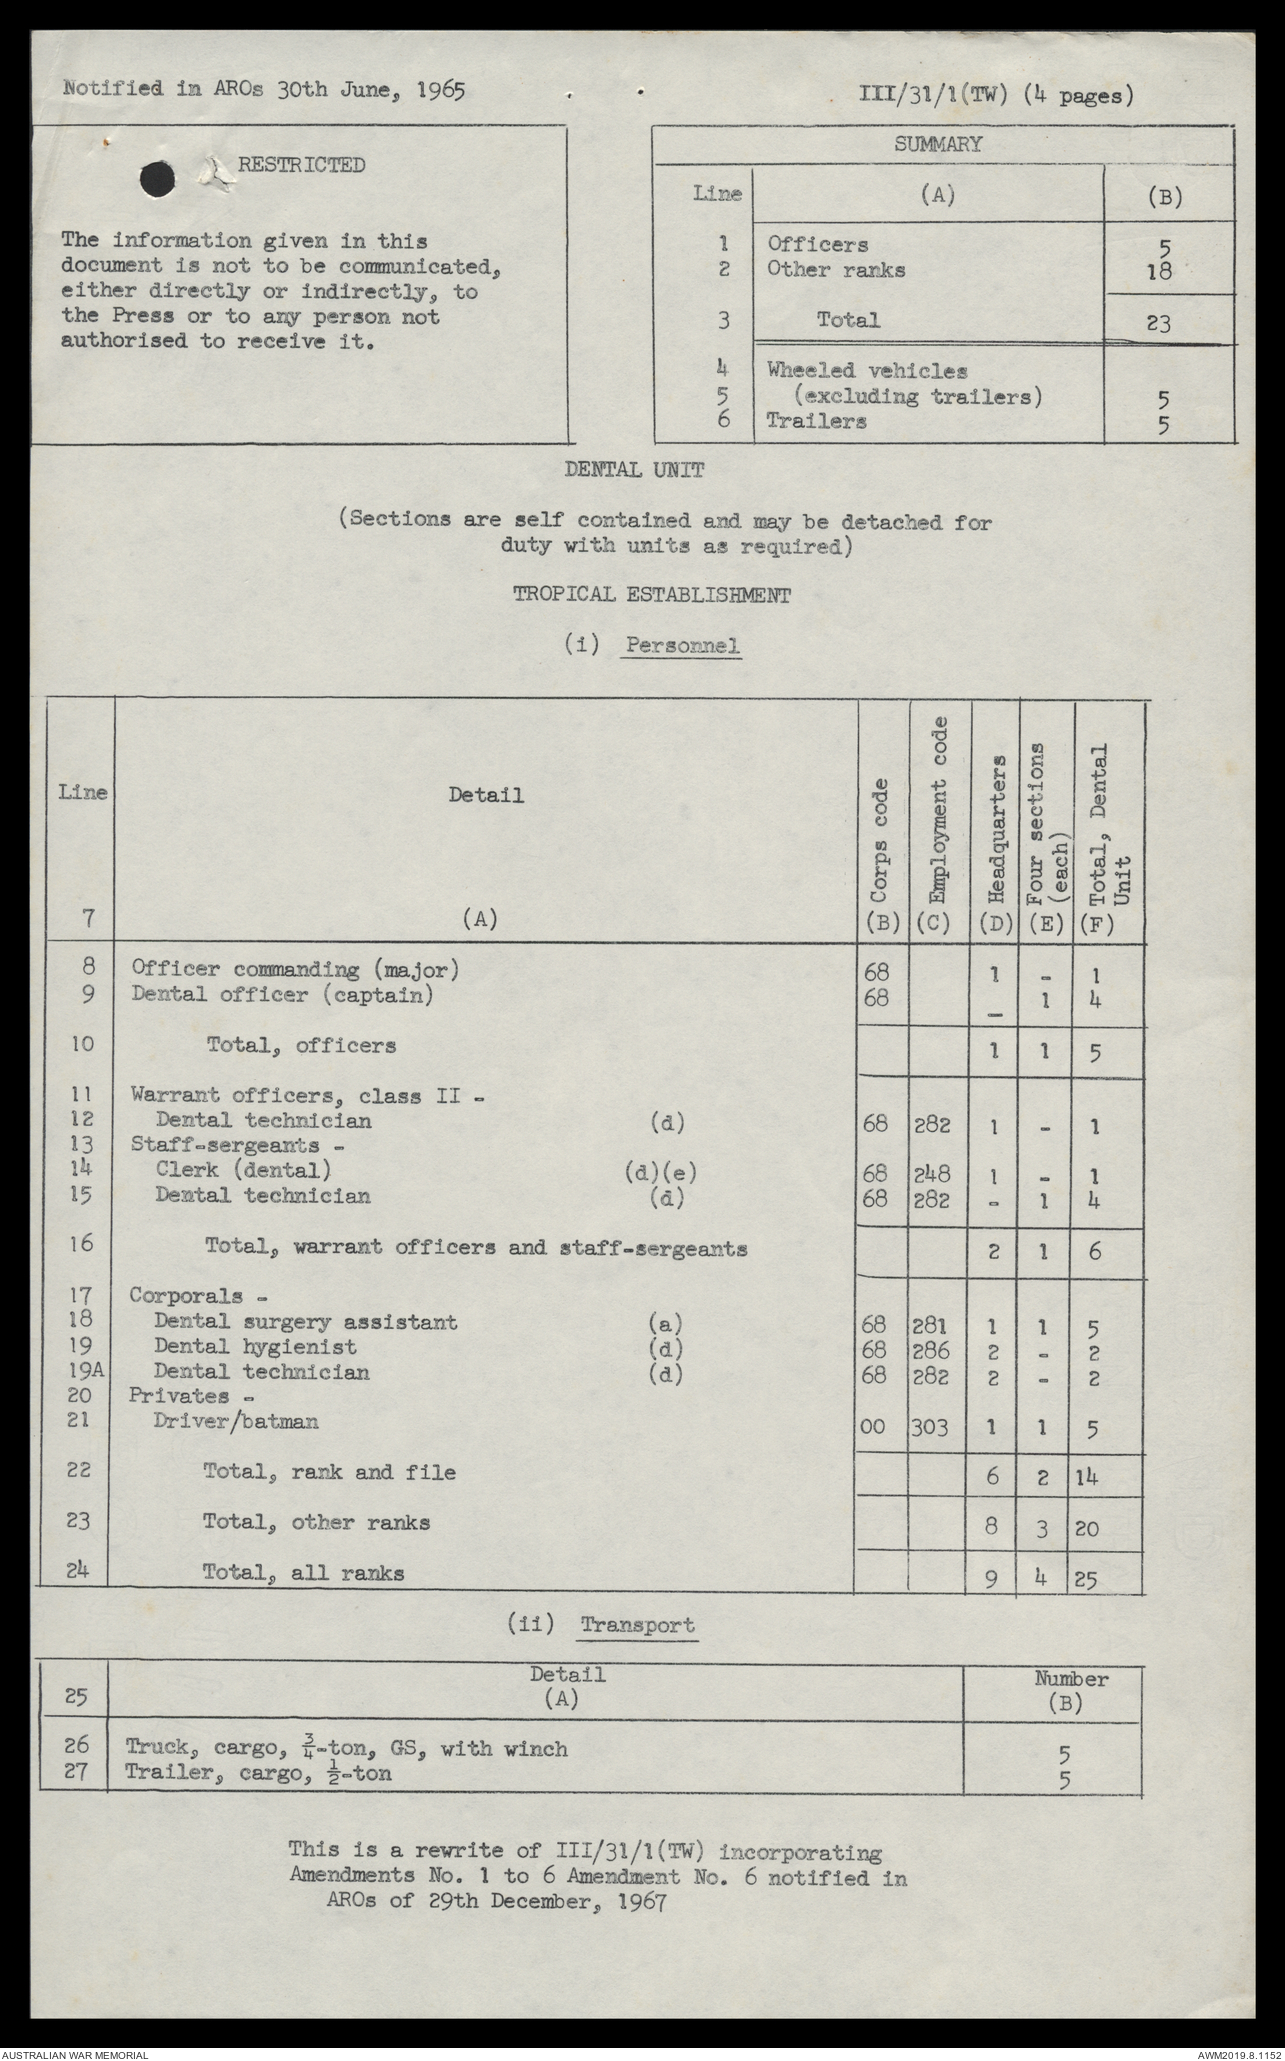 Notified in AROs 30th June, 1965
III/31/1(TW) (4 pages)
RESTRICTED
The information given in this
document is not to be communicated,
either directly or indirectly, to
the Press or to any person not
authorised to receive it.
SUMMARY
Line (A) (B)
1 Officers 5
2 Other ranks 18
3 Total 23
4 Wheeled vehicles
5 (excluding trailers) 5
6 Trailers 5
DENTAL UNIT
(Sections are self contained and may be detached for
duty with units as required)
TROPICAL ESTABLISHMENT
(i) Personnel
Line Detail Corps code Employment code Headquarters Four sections (each) Total, Dental Unit
7 (A) (B) (C) (D) (E) (F)
8 Officer commanding (major) 68 1 - 1
9 Dental officer (captain) 68 - 1 4
10 Total, officers 1 1 5
11 Warrant officers, class II -
12 Dental technician (d) 68 282 1 - 1
13 Staff-sergeants -
14 Clerk (dental) (d)(e) 68 248 1 - 1
15 Dental technician (d) 68 282 - 1 4
16 Total, warrant officers and staff-sergeants 2 1 6
17 Corporals -
18 Dental surgery assistant (a) 68 281 1 1 5
19 Dental hygienist (d) 68 286 2 - 2
19A Dental technician (d) 68 282 2 - 2
20 Privates -
21 Driver/batman 00 303 1 1 5
22 Total, rank and file 6 2 14
23 Total, other ranks 8 3 20
24 Total, all ranks 9 4 25
(ii) Transport
Detail Number
25 (A) (B)
26 Truck, cargo, 3/4-ton, GS, with winch 5
27 Trailer, cargo, 1/2-ton 5
This is a rewrite of III/31/1(TW) incorporating
Amendments No. 1 to 6 Amendment No. 6 notified in
AROs of 29th December, 1967
AUSTRALIAN WAR MEMORIAL
AWM2019.8.1152